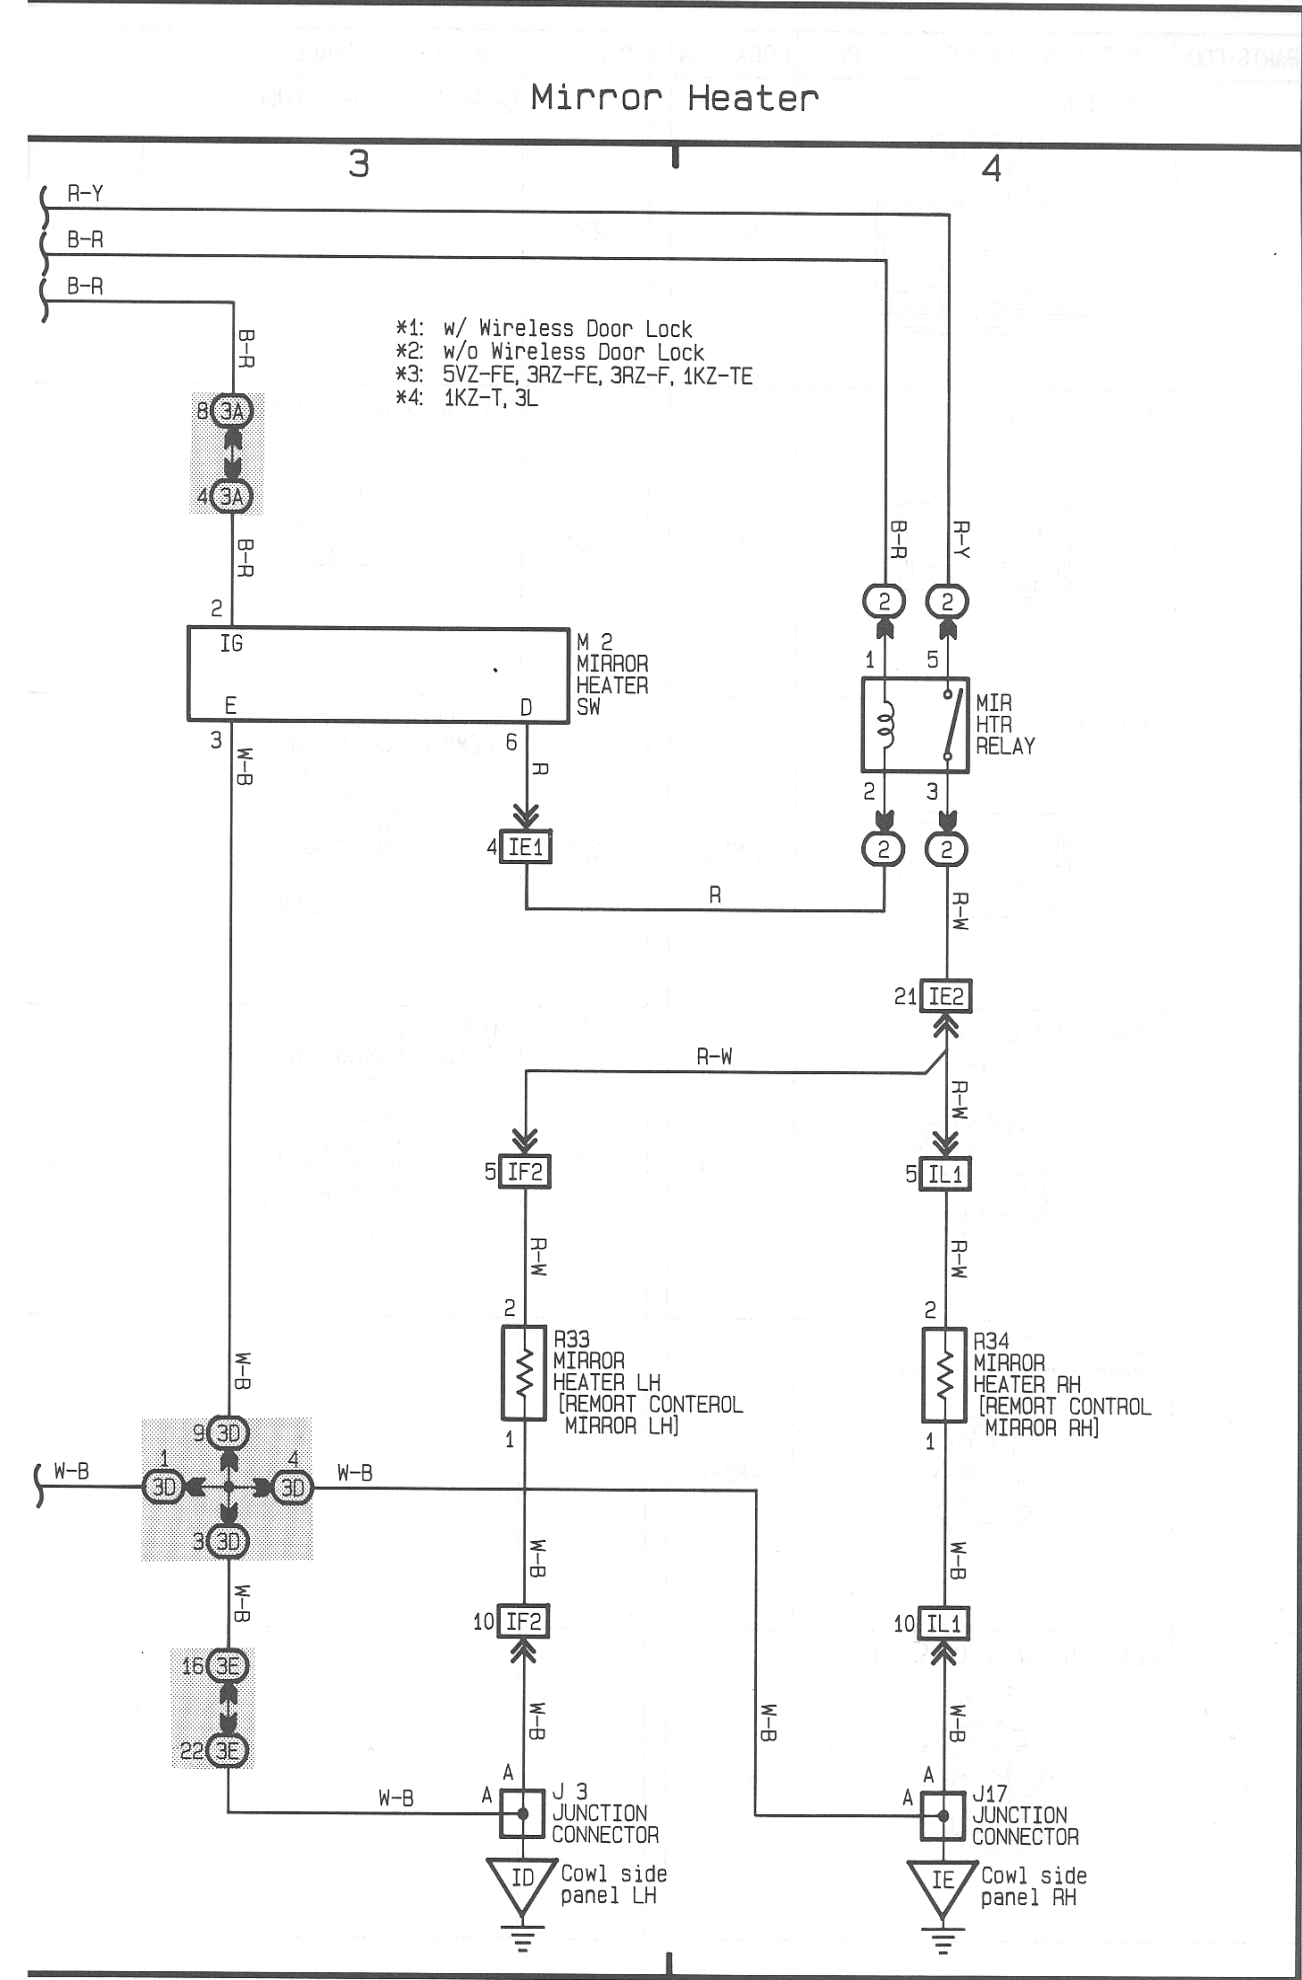 Mirror Heater
3
4
R-Y
B-R
B-R
B-R
*1: w/ Wireless Door Lock
*2: w/o Wireless Door Lock
*3: 5VZ-FE, 3RZ-FE, 3RZ-F, 1KZ-TE
*4: 1KZ-T, 3L
8 3A
4 3A
B-R
B-R
R-Y
2
2
2
IG
M 2
MIRROR
HEATER
SW
E
D
3
6
W-B
R
1
5
MIR
HTR
RELAY
2
3
4 IE1
2
2
R
R-W
21 IE2
R-W
R-W
5 IF2
5 IL1
R-W
R-W
2
2
R33
MIRROR
HEATER LH
[REMORT CONTEROL
MIRROR LH]
R34
MIRROR
HEATER RH
[REMORT CONTROL
MIRROR RH]
1
1
W-B
9 3D
W-B
1
3D
4
3D
W-B
3 3D
W-B
W-B
W-B
10 IF2
10 IL1
16 3E
22 3E
W-B
W-B
W-B
W-B
A
A
J 3
JUNCTION
CONNECTOR
A
A
J17
JUNCTION
CONNECTOR
ID
Cowl side
panel LH
IE
Cowl side
panel RH